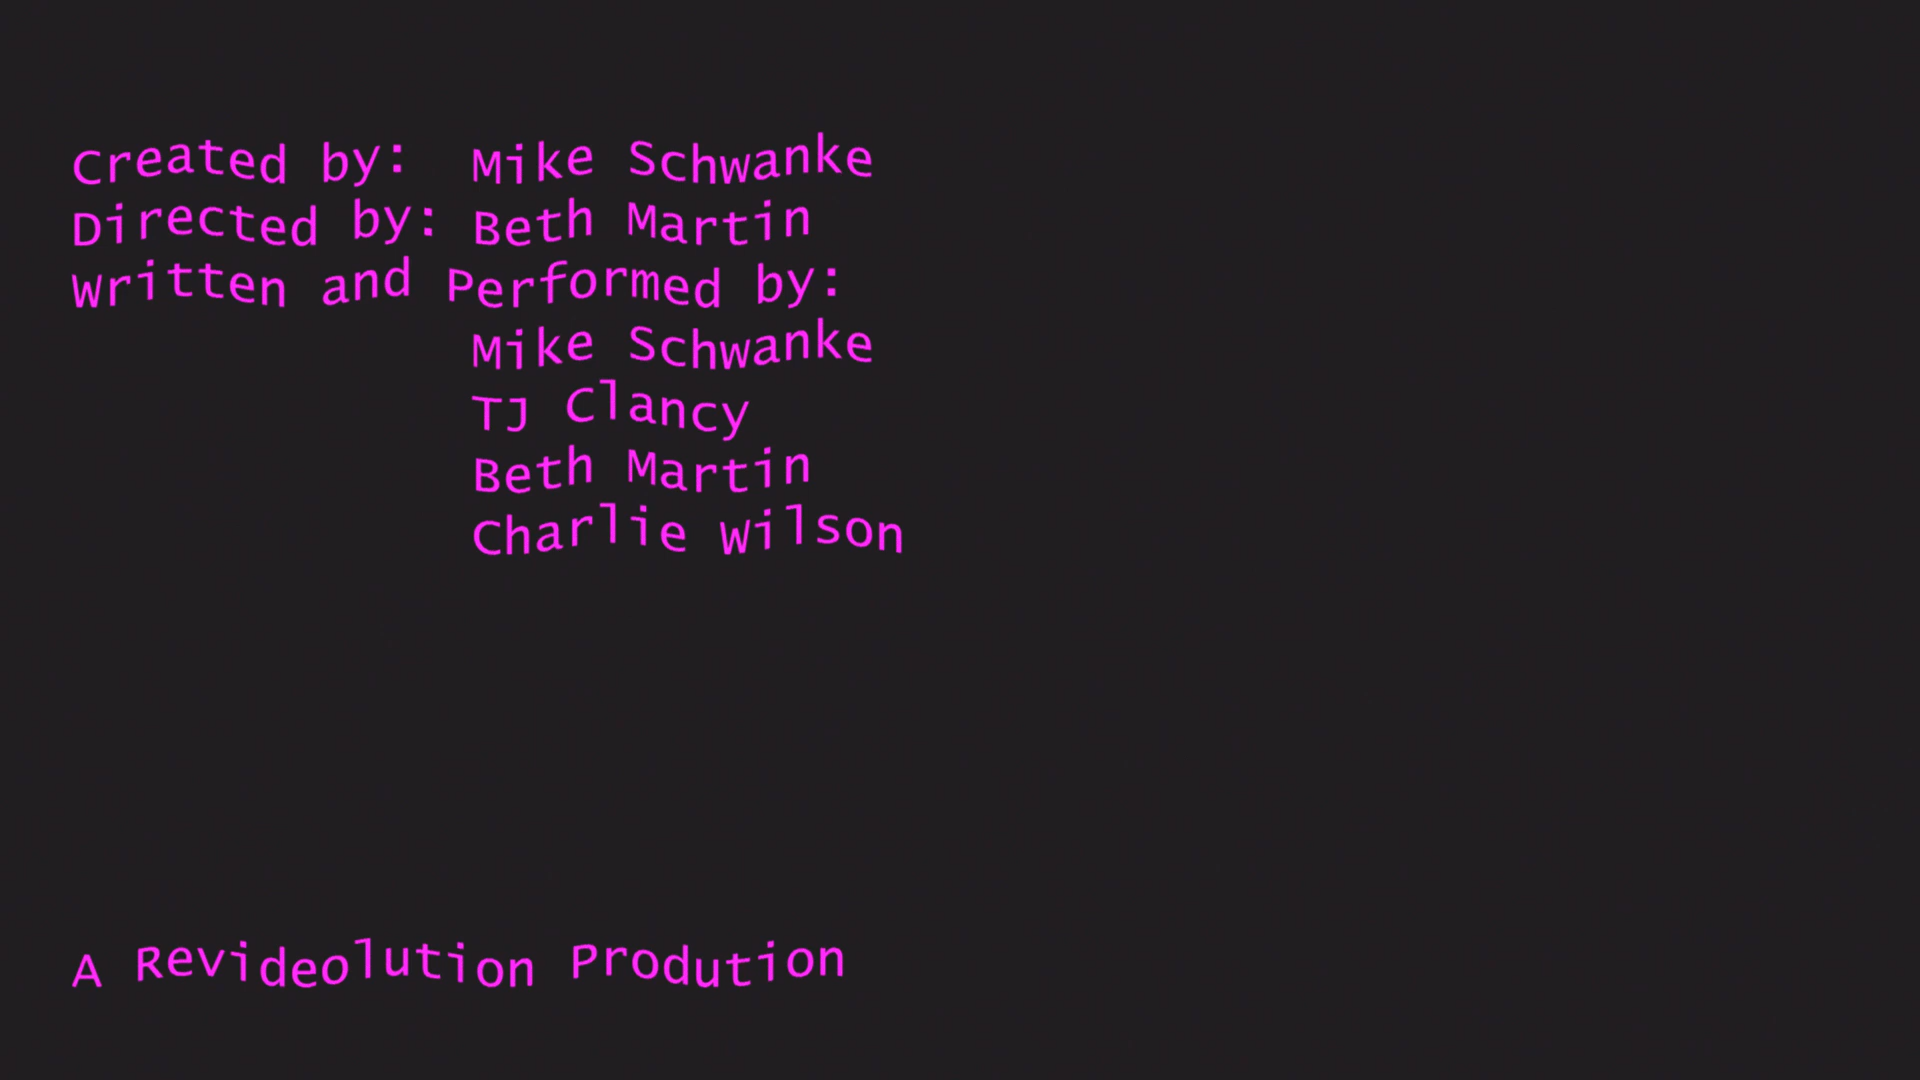 Created by: Mike Schwanke
Directed by: Beth Martin
Written and Performed by:
Mike Schwanke
TJ Clancy
Beth Martin
Charlie Wilson
A Revideolution Prodution